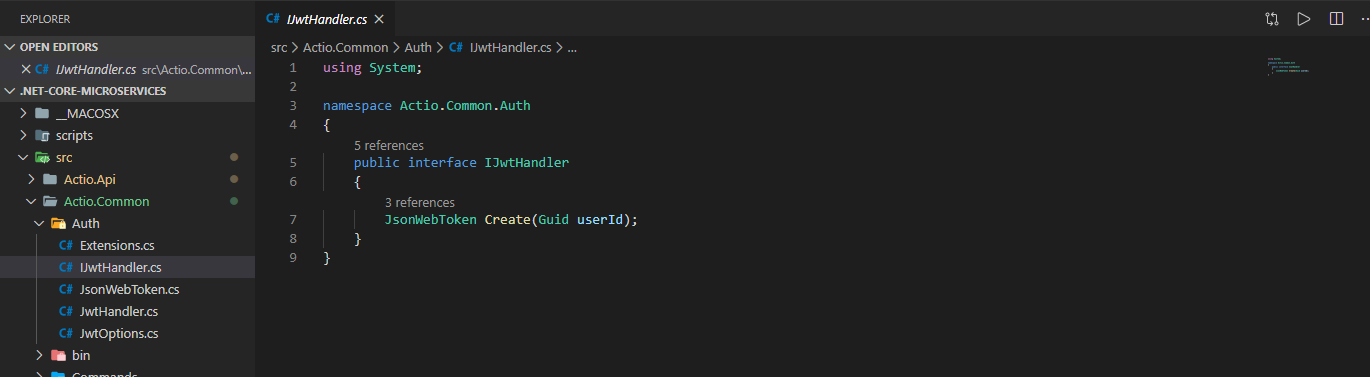 EXPLORER
OPEN EDITORS
IJwtHandler.cs src\Actio.Common\...
.NET-CORE-MICROSERVICES
__MACOSX
scripts
src
Actio.Api
Actio.Common
Auth
C# Extensions.cs
C# IJwtHandler.cs
C# JsonWebToken.cs
C# JwtHandler.cs
C# JwtOptions.cs
bin
Commands
C# IJwtHandler.cs
src > Actio.Common > Auth > C# IJwtHandler.cs > ...
1 using System;
2
3 namespace Actio.Common.Auth
4 {
5 references
5 public interface IJwtHandler
6 {
3 references
7 JsonWebToken Create(Guid userId);
8 }
9 }